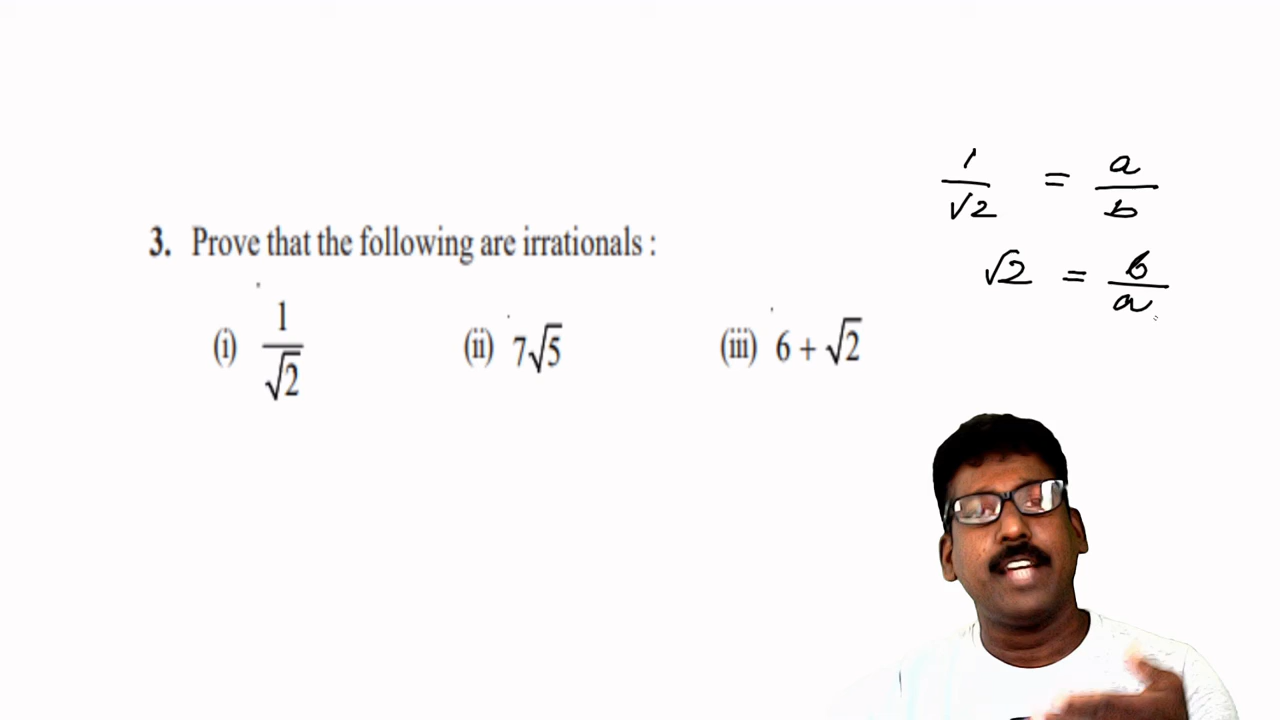 3. Prove that the following are irrationals :
(i) 1/√2 (ii) 7√5 (iii) 6 + √2
1/√2 = a/b
√2 = b/a